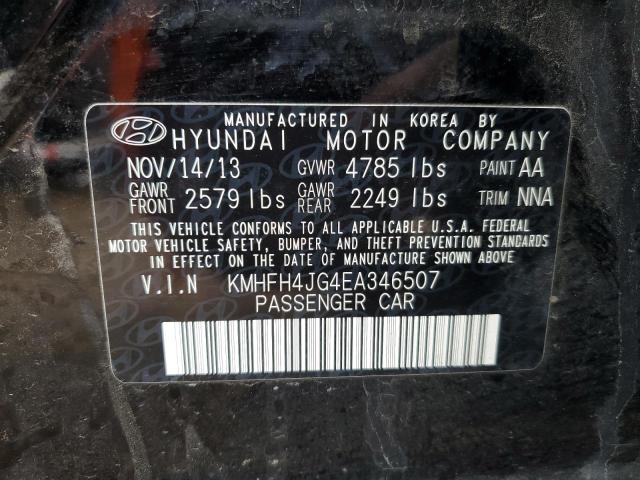 MANUFACTURED IN KOREA BY
HYUNDAI MOTOR COMPANY
NOV/14/13 GVWR 4785 lbs PAINT AA
GAWR FRONT 2579 lbs GAWR REAR 2249 lbs TRIM NNA
THIS VEHICLE CONFORMS TO ALL APPLICABLE U.S.A. FEDERAL
MOTOR VEHICLE SAFETY, BUMPER, AND THEFT PREVENTION STANDARDS
IN EFFECT ON THE DATE OF MANUFACTURE SHOWN ABOVE
V.I.N KMHFH4JG4EA346507
PASSENGER CAR